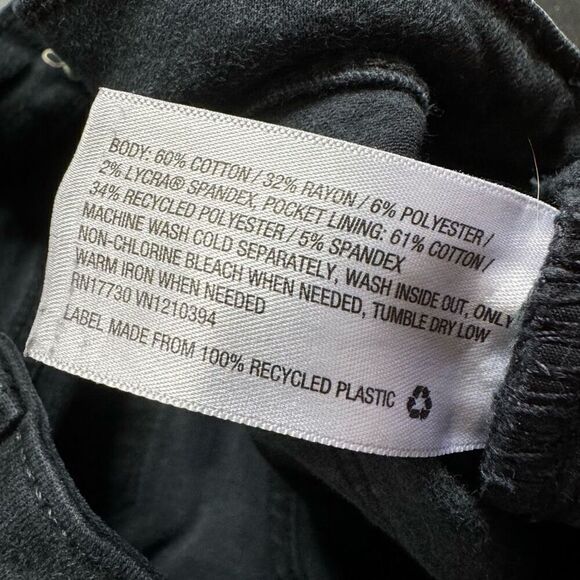 BODY: 60% COTTON / 32% RAYON / 6% POLYESTER /
2% LYCRA® SPANDEX, POCKET LINING: 61% COTTON /
34% RECYCLED POLYESTER / 5% SPANDEX
MACHINE WASH COLD SEPARATELY, WASH INSIDE OUT, ONLY
NON-CHLORINE BLEACH WHEN NEEDED, TUMBLE DRY LOW
WARM IRON WHEN NEEDED
RN17730 VN1210394
LABEL MADE FROM 100% RECYCLED PLASTIC